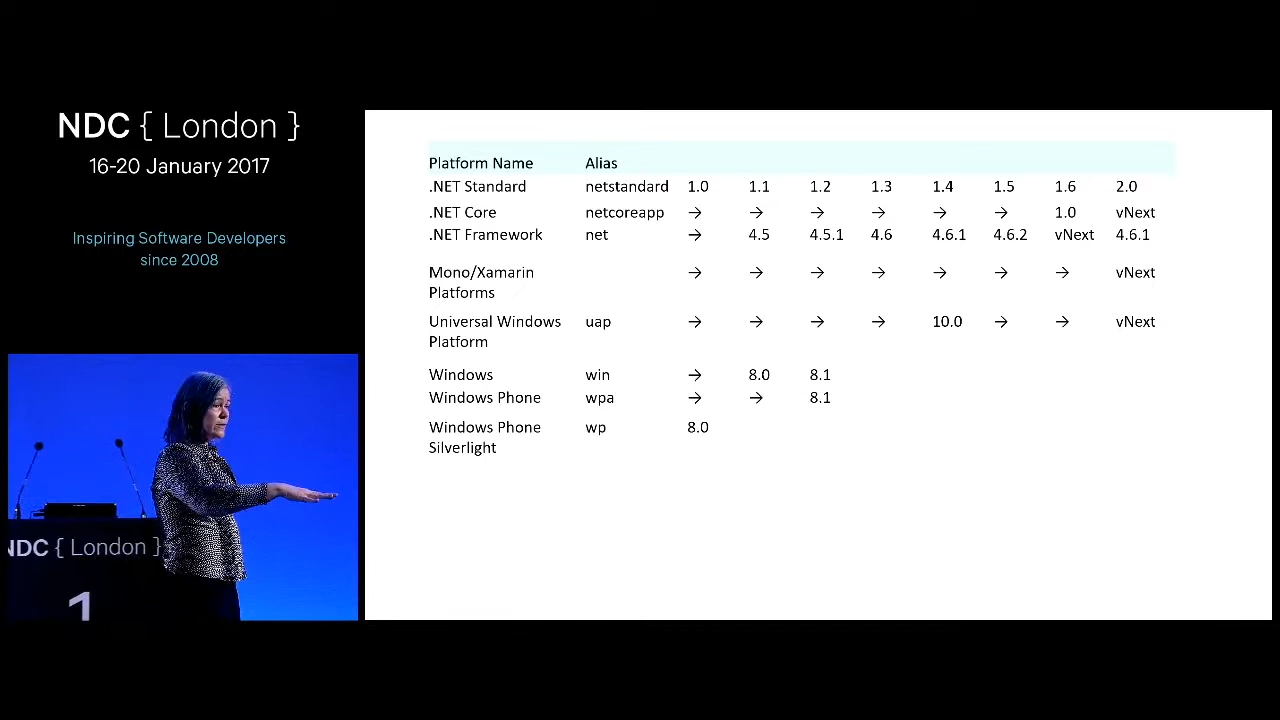 NDC { London }
16-20 January 2017
Inspiring Software Developers
since 2008
NDC { London }
1
Platform Name Alias
.NET Standard netstandard 1.0 1.1 1.2 1.3 1.4 1.5 1.6 2.0
.NET Core netcoreapp → → → → → → 1.0 vNext
.NET Framework net → 4.5 4.5.1 4.6 4.6.1 4.6.2 vNext 4.6.1
Mono/Xamarin → → → → → → → vNext
Platforms
Universal Windows uap → → → → 10.0 → → vNext
Platform
Windows win → 8.0 8.1
Windows Phone wpa → → 8.1
Windows Phone wp 8.0
Silverlight